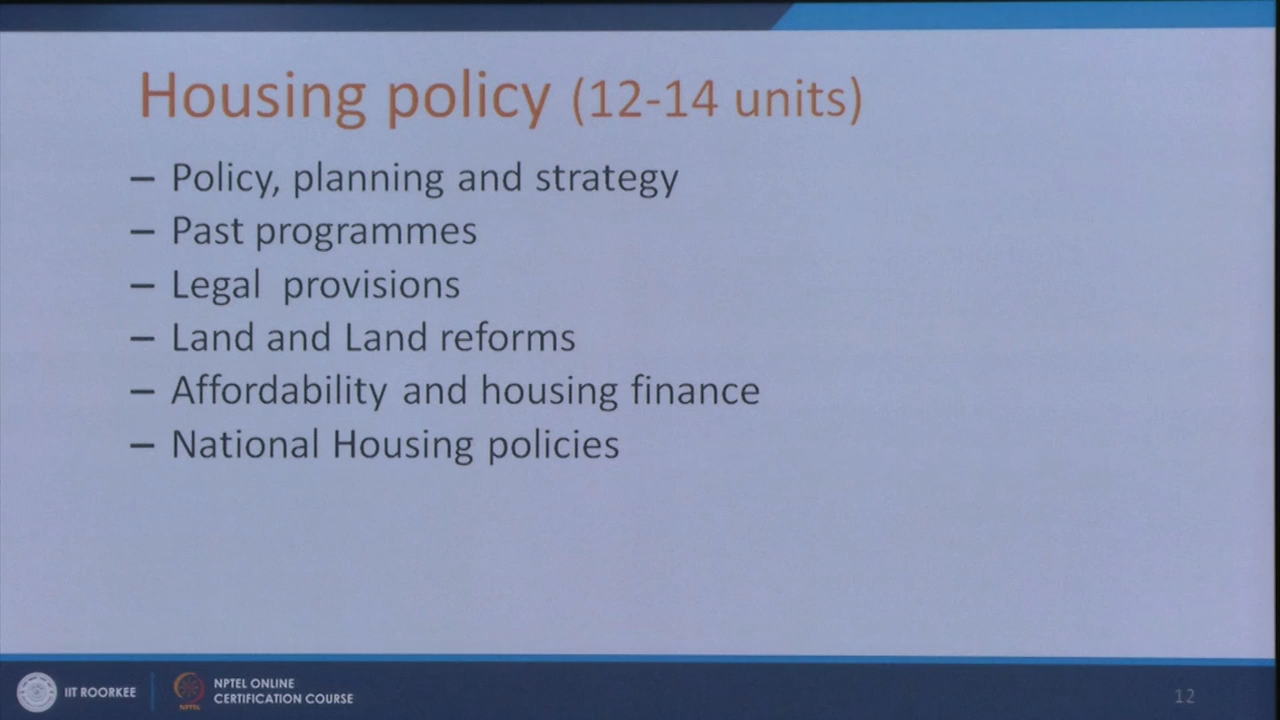 Housing policy (12-14 units)
– Policy, planning and strategy
– Past programmes
– Legal provisions
– Land and Land reforms
– Affordability and housing finance
– National Housing policies
IIT ROORKEE
NPTEL
NPTEL ONLINE
CERTIFICATION COURSE
12